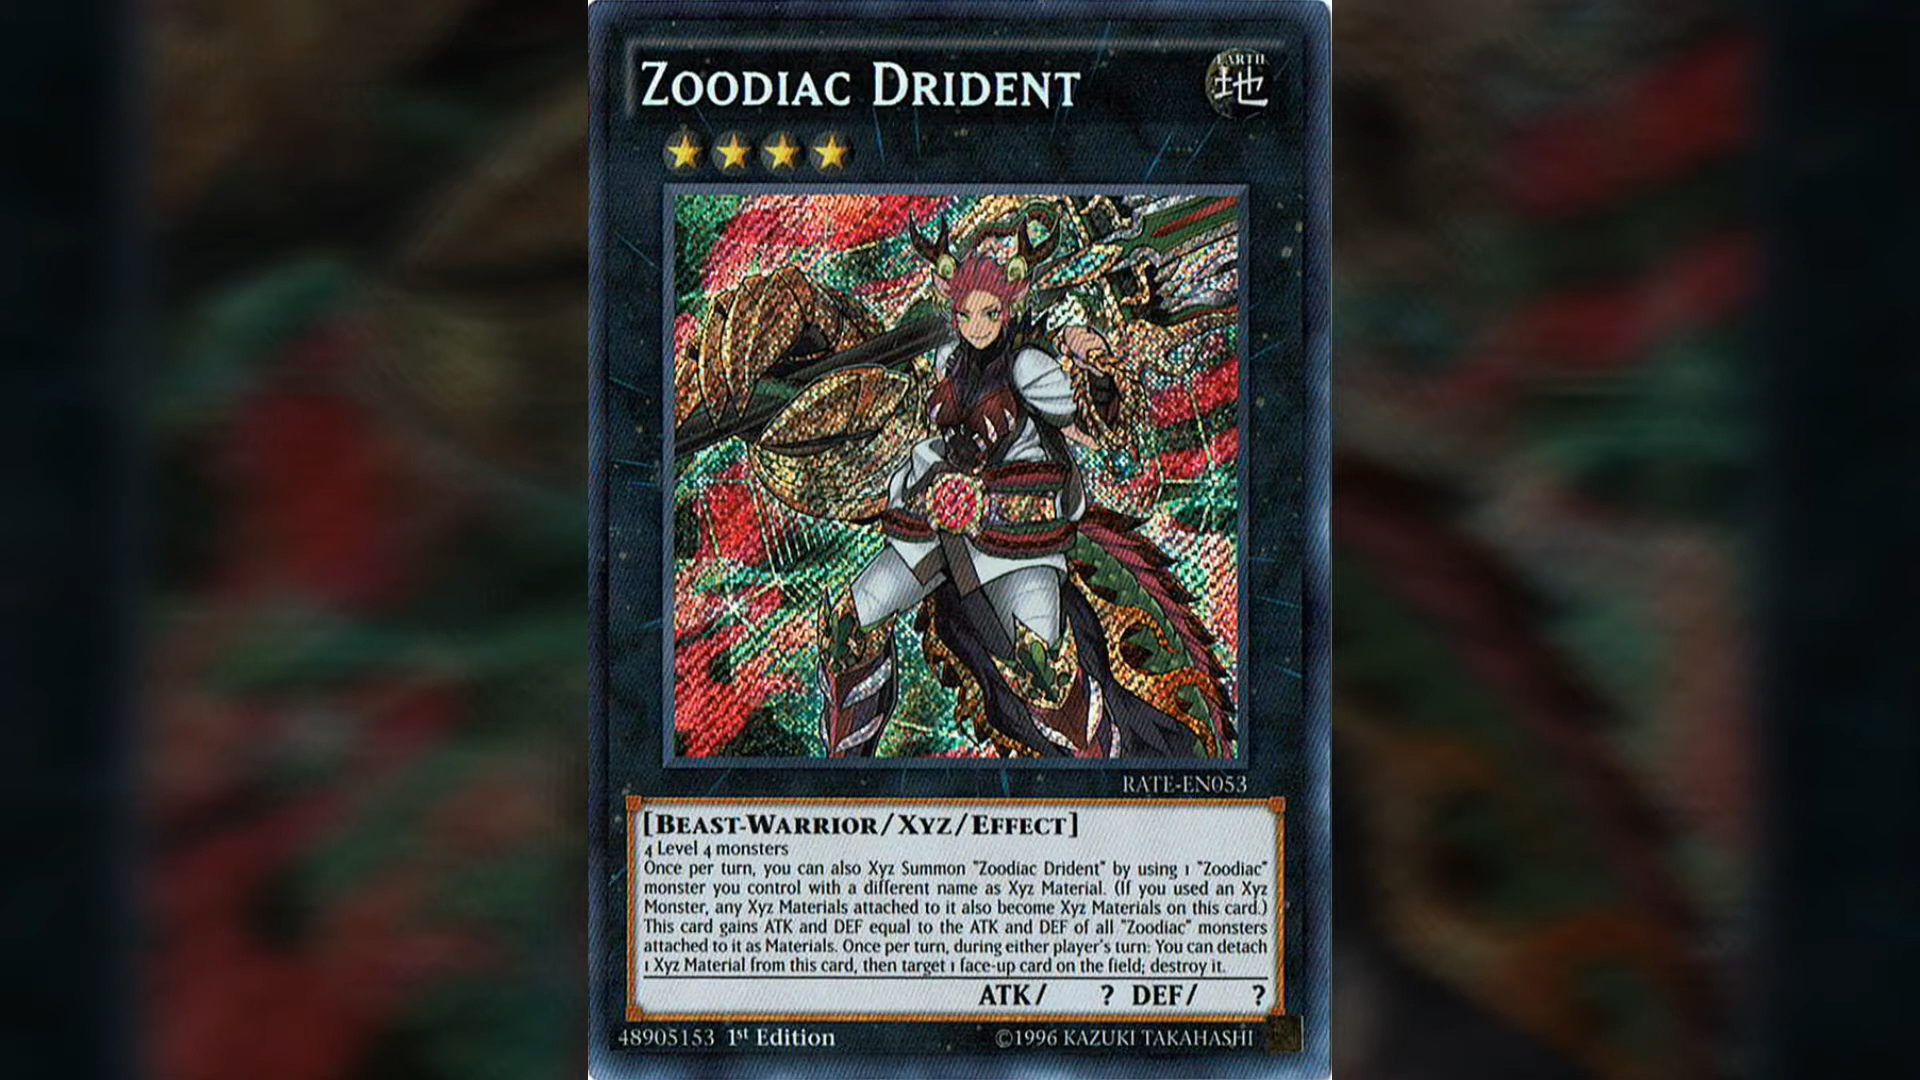 Zoodiac Drident
EARTH
地
RATE-EN053
[Beast-Warrior/Xyz/Effect]
4 Level 4 monsters
Once per turn, you can also Xyz Summon "Zoodiac Drident" by using 1 "Zoodiac"
monster you control with a different name as Xyz Material. (If you used an Xyz
Monster, any Xyz Materials attached to it also become Xyz Materials on this card.)
This card gains ATK and DEF equal to the ATK and DEF of all "Zoodiac" monsters
attached to it as Materials. Once per turn, during either player's turn: You can detach
1 Xyz Material from this card, then target 1 face-up card on the field; destroy it.
ATK/ ? DEF/ ?
48905153 1st Edition ©1996 KAZUKI TAKAHASHI